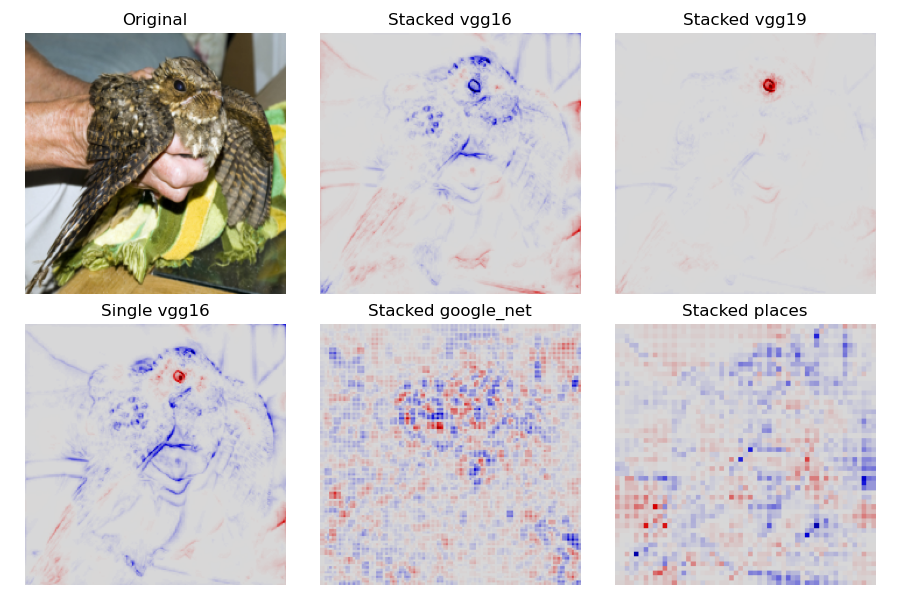 Original
Stacked vgg16
Stacked vgg19
Single vgg16
Stacked google_net
Stacked places